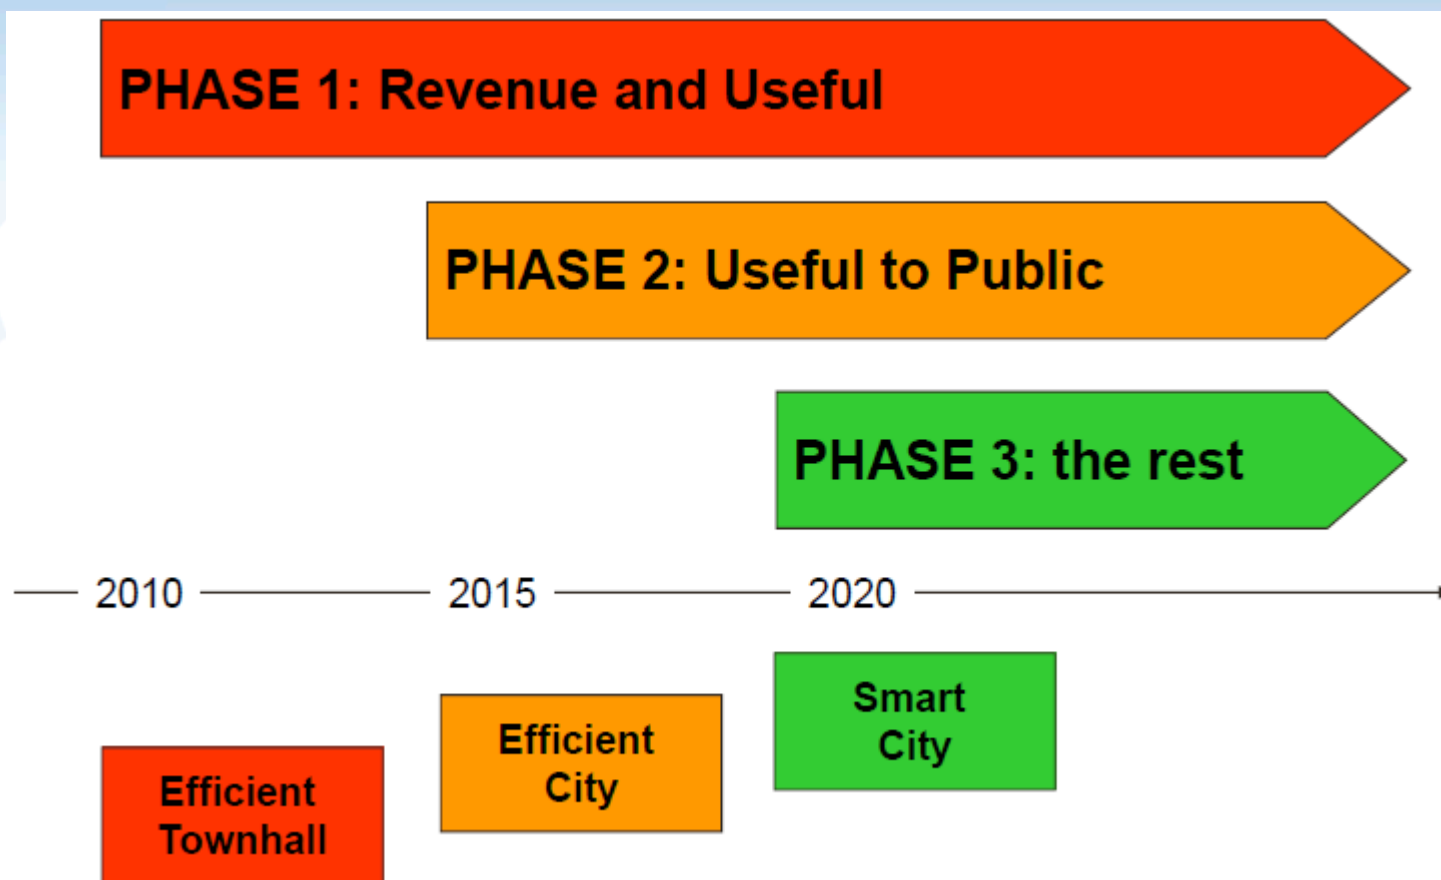 PHASE 1: Revenue and Useful
PHASE 2: Useful to Public
PHASE 3: the rest
2010
2015
2020
Efficient
Townhall
Efficient
City
Smart
City